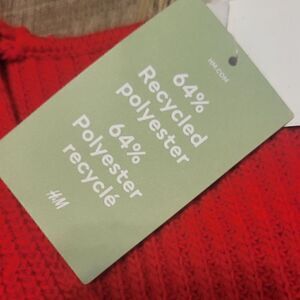 HM.COM
64%
Recycled
polyester
64%
Polyester
recyclé
H&M